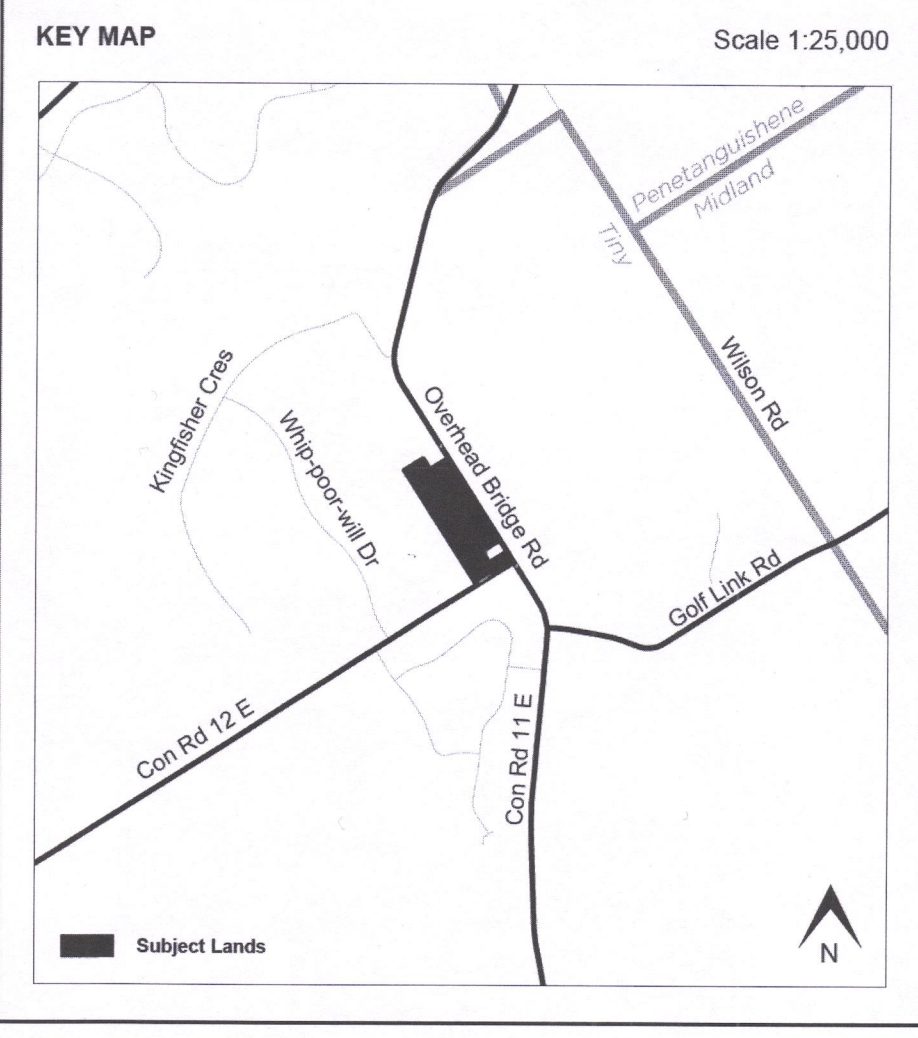 KEY MAP
Scale 1:25,000
Penetanguishene
Midland
Tiny
Wilson Rd
Kingfisher Cres
Whip-poor-will Dr
Overhead Bridge Rd
Golf Link Rd
Con Rd 12 E
Con Rd 11 E
Subject Lands
N